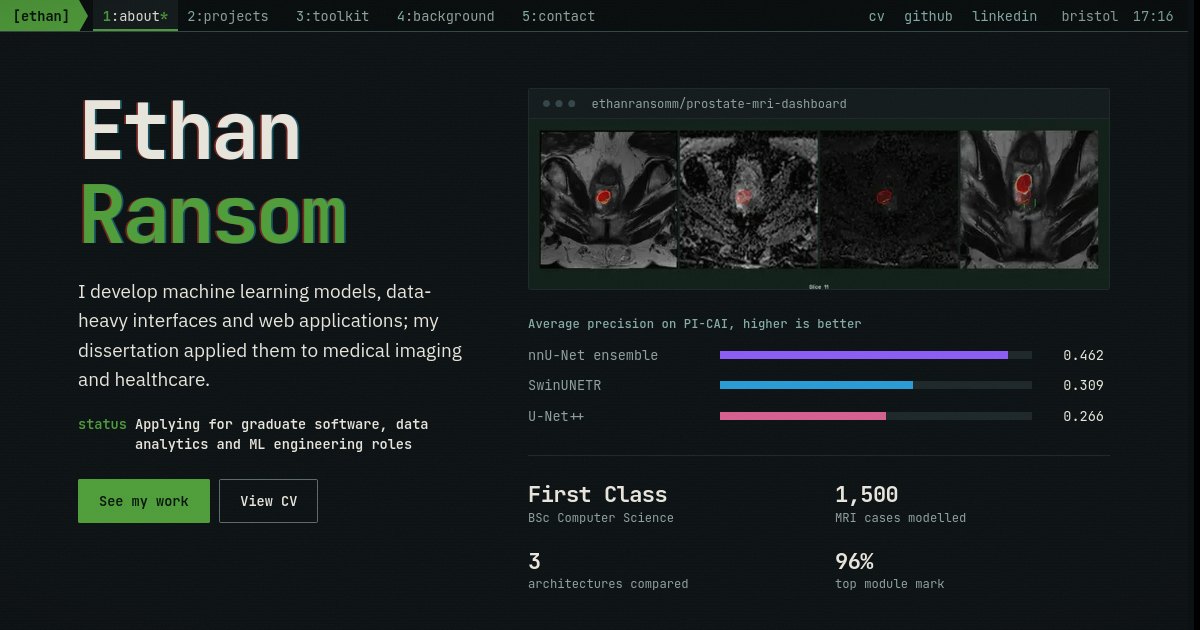 [ethan] 1:about* 2:projects 3:toolkit 4:background 5:contact cv github linkedin bristol 17:16
Ethan
Ransom
I develop machine learning models, data-
heavy interfaces and web applications; my
dissertation applied them to medical imaging
and healthcare.
status Applying for graduate software, data
analytics and ML engineering roles
See my work View CV
ethanransomm/prostate-mri-dashboard
Slice 11
Average precision on PI-CAI, higher is better
nnU-Net ensemble 0.462
SwinUNETR 0.309
U-Net++ 0.266
First Class
BSc Computer Science
1,500
MRI cases modelled
3
architectures compared
96%
top module mark